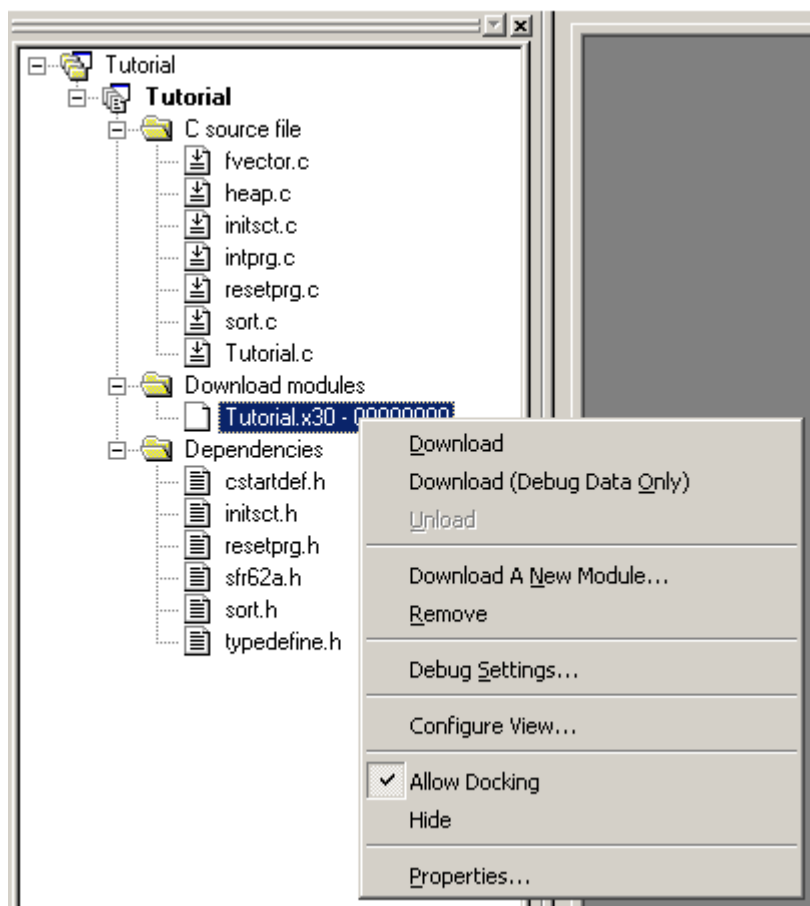 Tutorial
Tutorial
C source file
fvector.c
heap.c
initsct.c
intprg.c
resetprg.c
sort.c
Tutorial.c
Download modules
Tutorial.x30 - 00000000
Dependencies
cstartdef.h
initsct.h
resetprg.h
sfr62a.h
sort.h
typedefine.h
Download
Download (Debug Data Only)
Unload
Download A New Module...
Remove
Debug Settings...
Configure View...
Allow Docking
Hide
Properties...